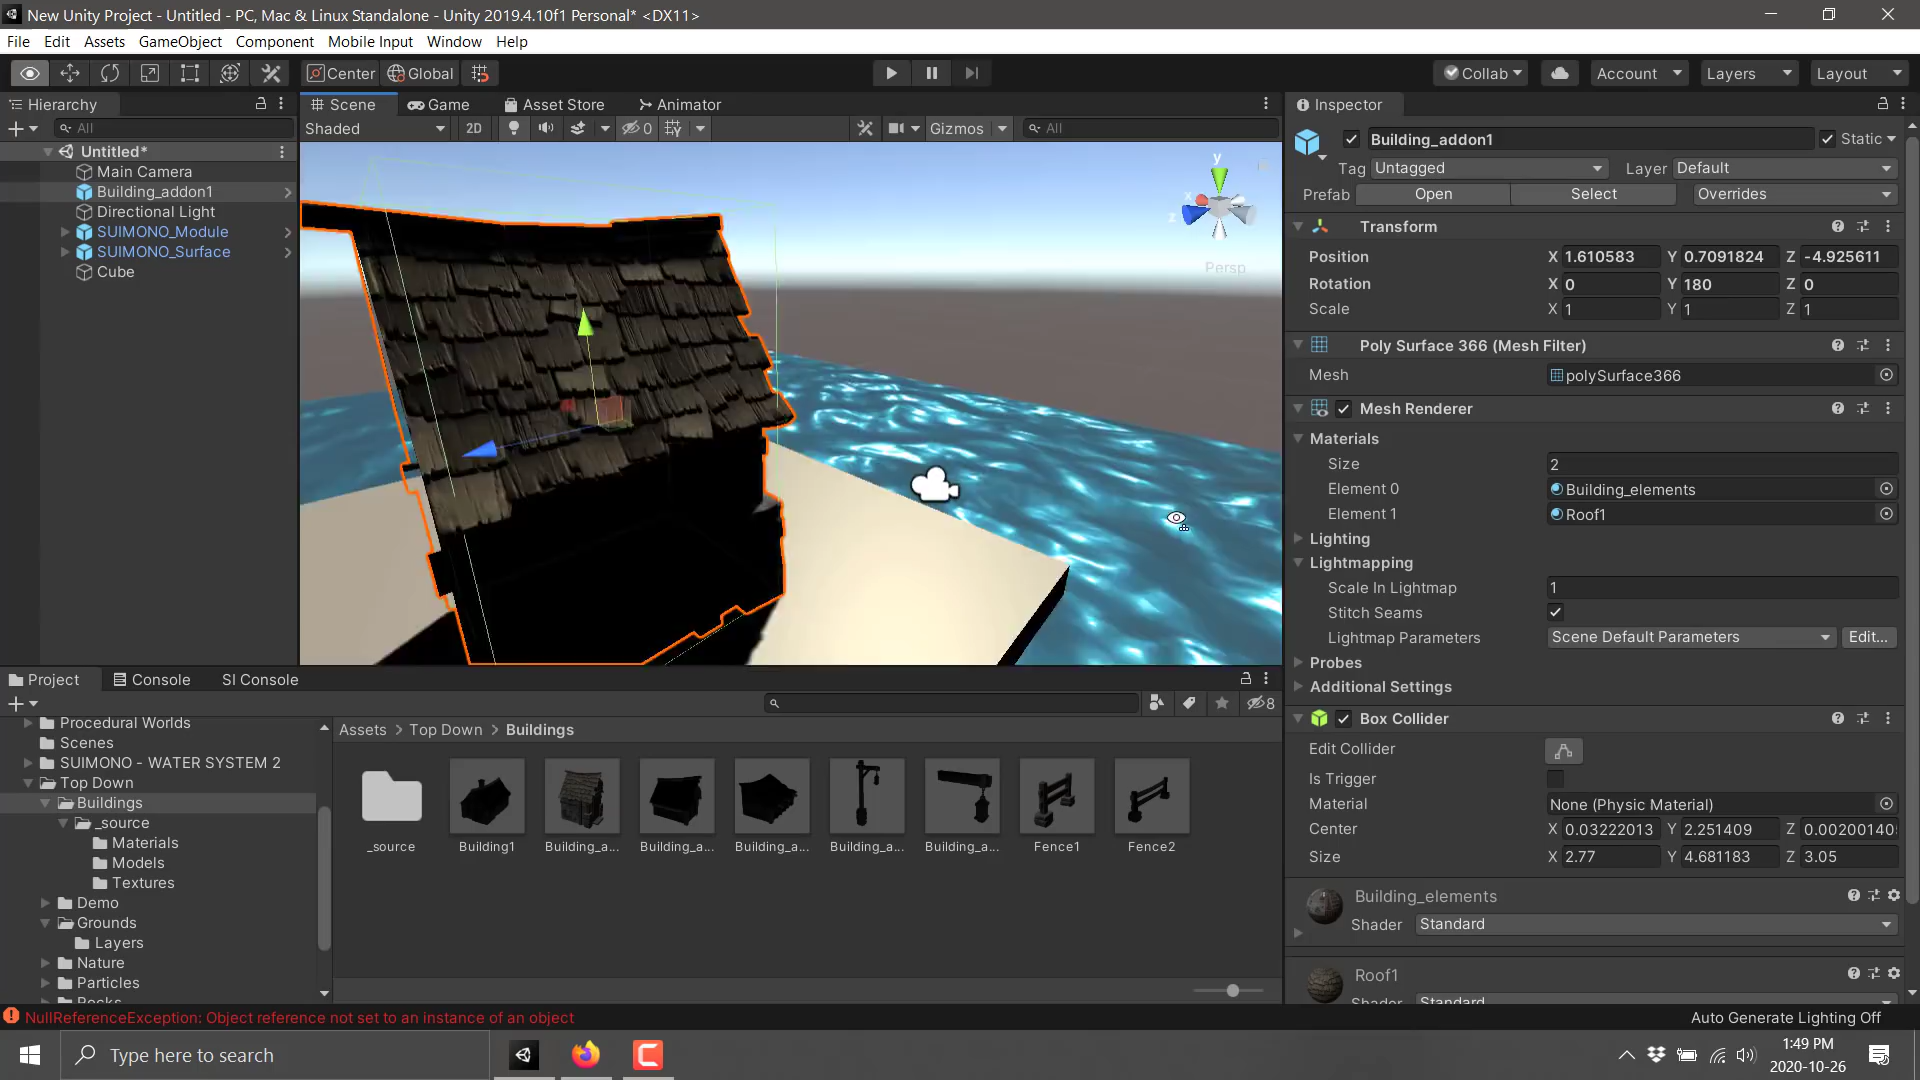 New Unity Project - Untitled - PC, Mac & Linux Standalone - Unity 2019.4.10f1 Personal* <DX11>
File Edit Assets GameObject Component Mobile Input Window Help
Center Global Collab Account Layers Layout
Hierarchy
All
Untitled*
Main Camera
Building_addon1
Directional Light
SUIMONO_Module
SUIMONO_Surface
Cube
Scene Game Asset Store Animator
Shaded 2D 0 Gizmos All
y
x
z
Persp
Inspector
Building_addon1 Static
Tag Untagged Layer Default
Prefab Open Select Overrides
Transform
Position X 1.610583 Y 0.7091824 Z -4.925611
Rotation X 0 Y 180 Z 0
Scale X 1 Y 1 Z 1
Poly Surface 366 (Mesh Filter)
Mesh polySurface366
Mesh Renderer
Materials
Size 2
Element 0 Building_elements
Element 1 Roof1
Lighting
Lightmapping
Scale In Lightmap 1
Stitch Seams
Lightmap Parameters Scene Default Parameters Edit...
Probes
Additional Settings
Box Collider
Edit Collider
Is Trigger
Material None (Physic Material)
Center X 0.03222013 Y 2.251409 Z 0.00200140
Size X 2.77 Y 4.681183 Z 3.05
Building_elements
Shader Standard
Roof1
Shader Standard
Project Console SI Console
8
Procedural Worlds
Scenes
SUIMONO - WATER SYSTEM 2
Top Down
Buildings
_source
Materials
Models
Textures
Demo
Grounds
Layers
Nature
Particles
Rocks
Assets > Top Down > Buildings
_source Building1 Building_a... Building_a... Building_a... Building_a... Building_a... Fence1 Fence2
NullReferenceException: Object reference not set to an instance of an object
Auto Generate Lighting Off
Type here to search
1:49 PM
2020-10-26